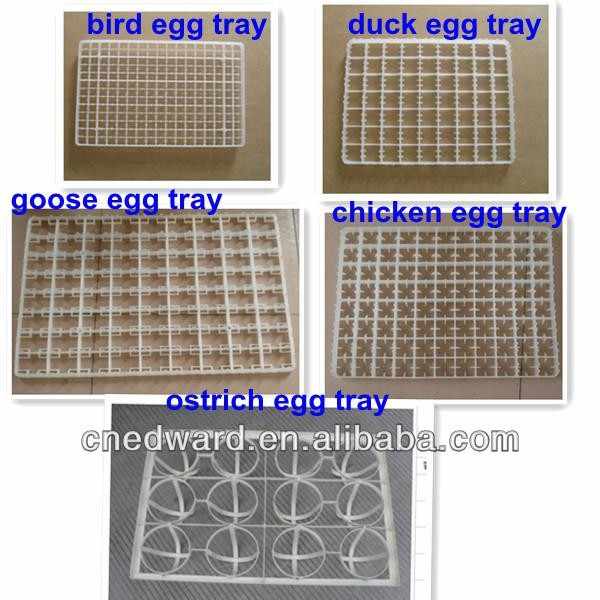 bird egg tray
duck egg tray
goose egg tray
chicken egg tray
ostrich egg tray
cnedward.en.alibaba.com